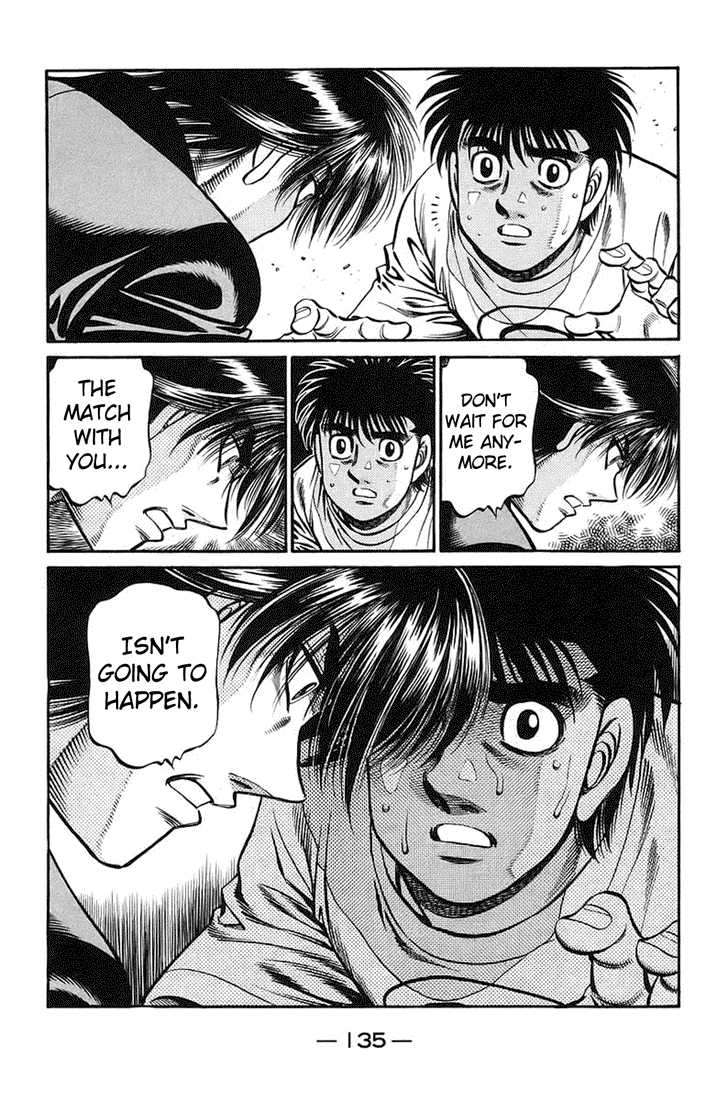 DON'T
WAIT FOR
ME ANY-
MORE.
THE
MATCH
WITH
YOU...
ISN'T
GOING TO
HAPPEN.
— 135 —